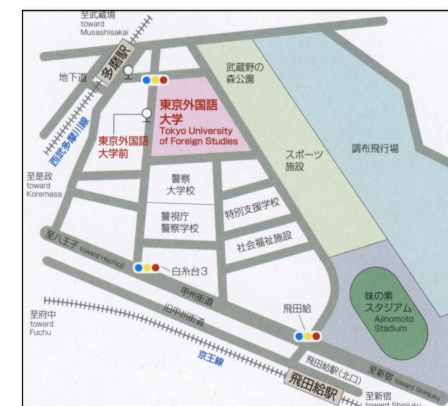 至武蔵境
toward
Musashisakai
多磨駅
地下道
西武多摩川線
武蔵野の
森公園
東京外国語
大学
Tokyo University
of Foreign Studies
東京外国語
大学前
調布飛行場
スポーツ
施設
至是政
toward
Koremasa
警察
大学校
警視庁
警察学校
特別支援学校
社会福祉施設
至八王子 toward Hachioji
白糸台3
甲州街道
旧甲州街道
飛田給
味の素
スタジアム
Ajinomoto
Stadium
至府中
toward
Fuchu
京王線
飛田給駅(北口)
飛田給駅
至新宿 toward Shinjuku
至新宿
toward Shinjuku